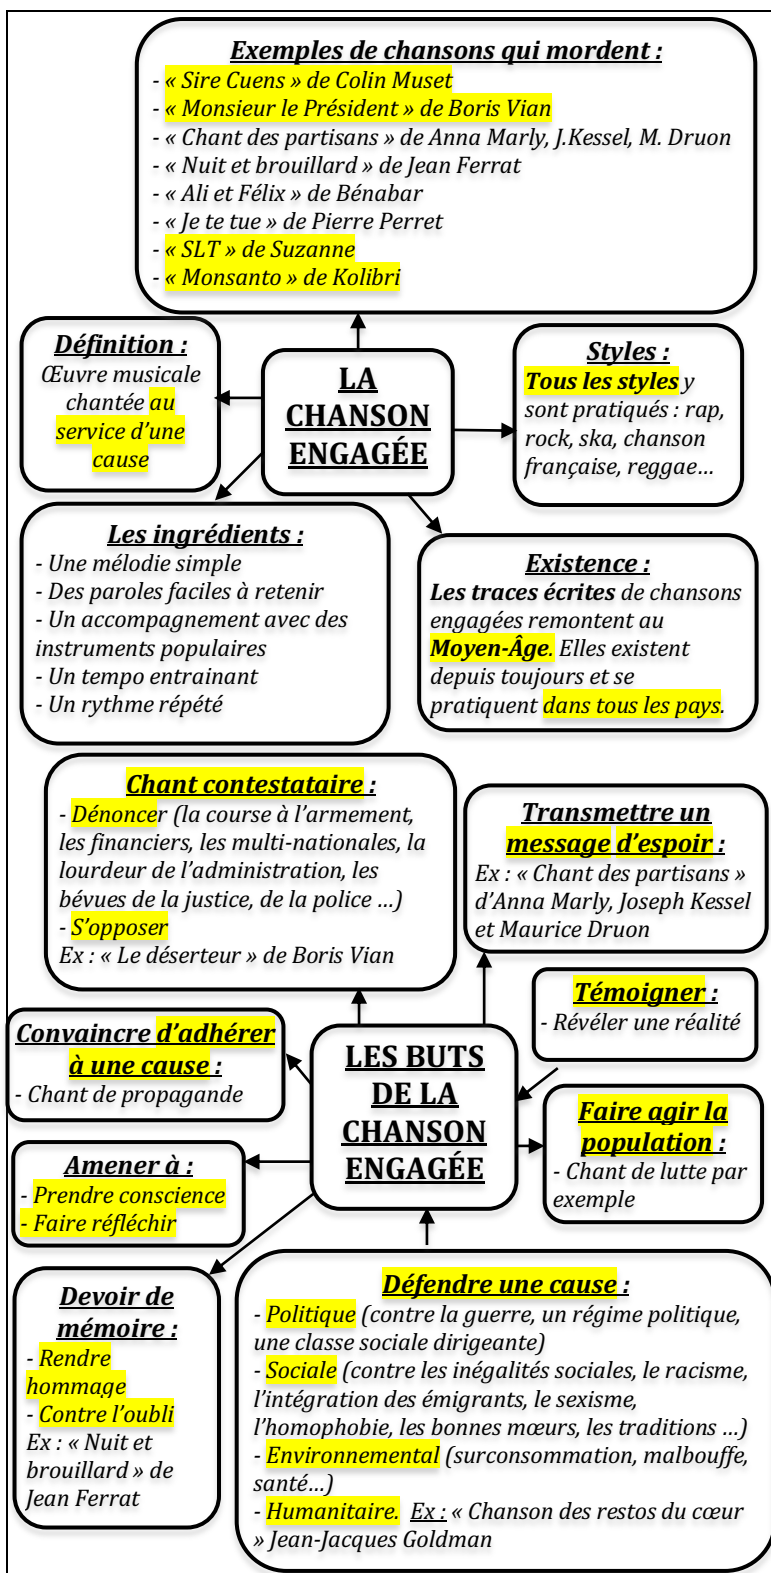 Exemples de chansons qui mordent :
- « Sire Cuens » de Colin Muset
- « Monsieur le Président » de Boris Vian
- « Chant des partisans » de Anna Marly, J.Kessel, M. Druon
- « Nuit et brouillard » de Jean Ferrat
- « Ali et Félix » de Bénabar
- « Je te tue » de Pierre Perret
- « SLT » de Suzanne
- « Monsanto » de Kolibri
Définition :
Œuvre musicale
chantée au
service d'une
cause
LA
CHANSON
ENGAGÉE
Styles :
Tous les styles y
sont pratiqués : rap,
rock, ska, chanson
française, reggae…
Les ingrédients :
- Une mélodie simple
- Des paroles faciles à retenir
- Un accompagnement avec des
instruments populaires
- Un tempo entrainant
- Un rythme répété
Existence :
Les traces écrites de chansons
engagées remontent au
Moyen-Âge. Elles existent
depuis toujours et se
pratiquent dans tous les pays.
Chant contestataire :
- Dénoncer (la course à l'armement,
les financiers, les multi-nationales, la
lourdeur de l'administration, les
bévues de la justice, de la police …)
- S'opposer
Ex : « Le déserteur » de Boris Vian
Transmettre un
message d'espoir :
Ex : « Chant des partisans »
d'Anna Marly, Joseph Kessel
et Maurice Druon
Témoigner :
- Révéler une réalité
Convaincre d'adhérer
à une cause :
- Chant de propagande
LES BUTS
DE LA
CHANSON
ENGAGÉE
Faire agir la
population :
- Chant de lutte par
exemple
Amener à :
- Prendre conscience
- Faire réfléchir
Devoir de
mémoire :
- Rendre
hommage
- Contre l'oubli
Ex : « Nuit et
brouillard » de
Jean Ferrat
Défendre une cause :
- Politique (contre la guerre, un régime politique,
une classe sociale dirigeante)
- Sociale (contre les inégalités sociales, le racisme,
l'intégration des émigrants, le sexisme,
l'homophobie, les bonnes mœurs, les traditions …)
- Environnemental (surconsommation, malbouffe,
santé…)
- Humanitaire. Ex : « Chanson des restos du cœur
» Jean-Jacques Goldman